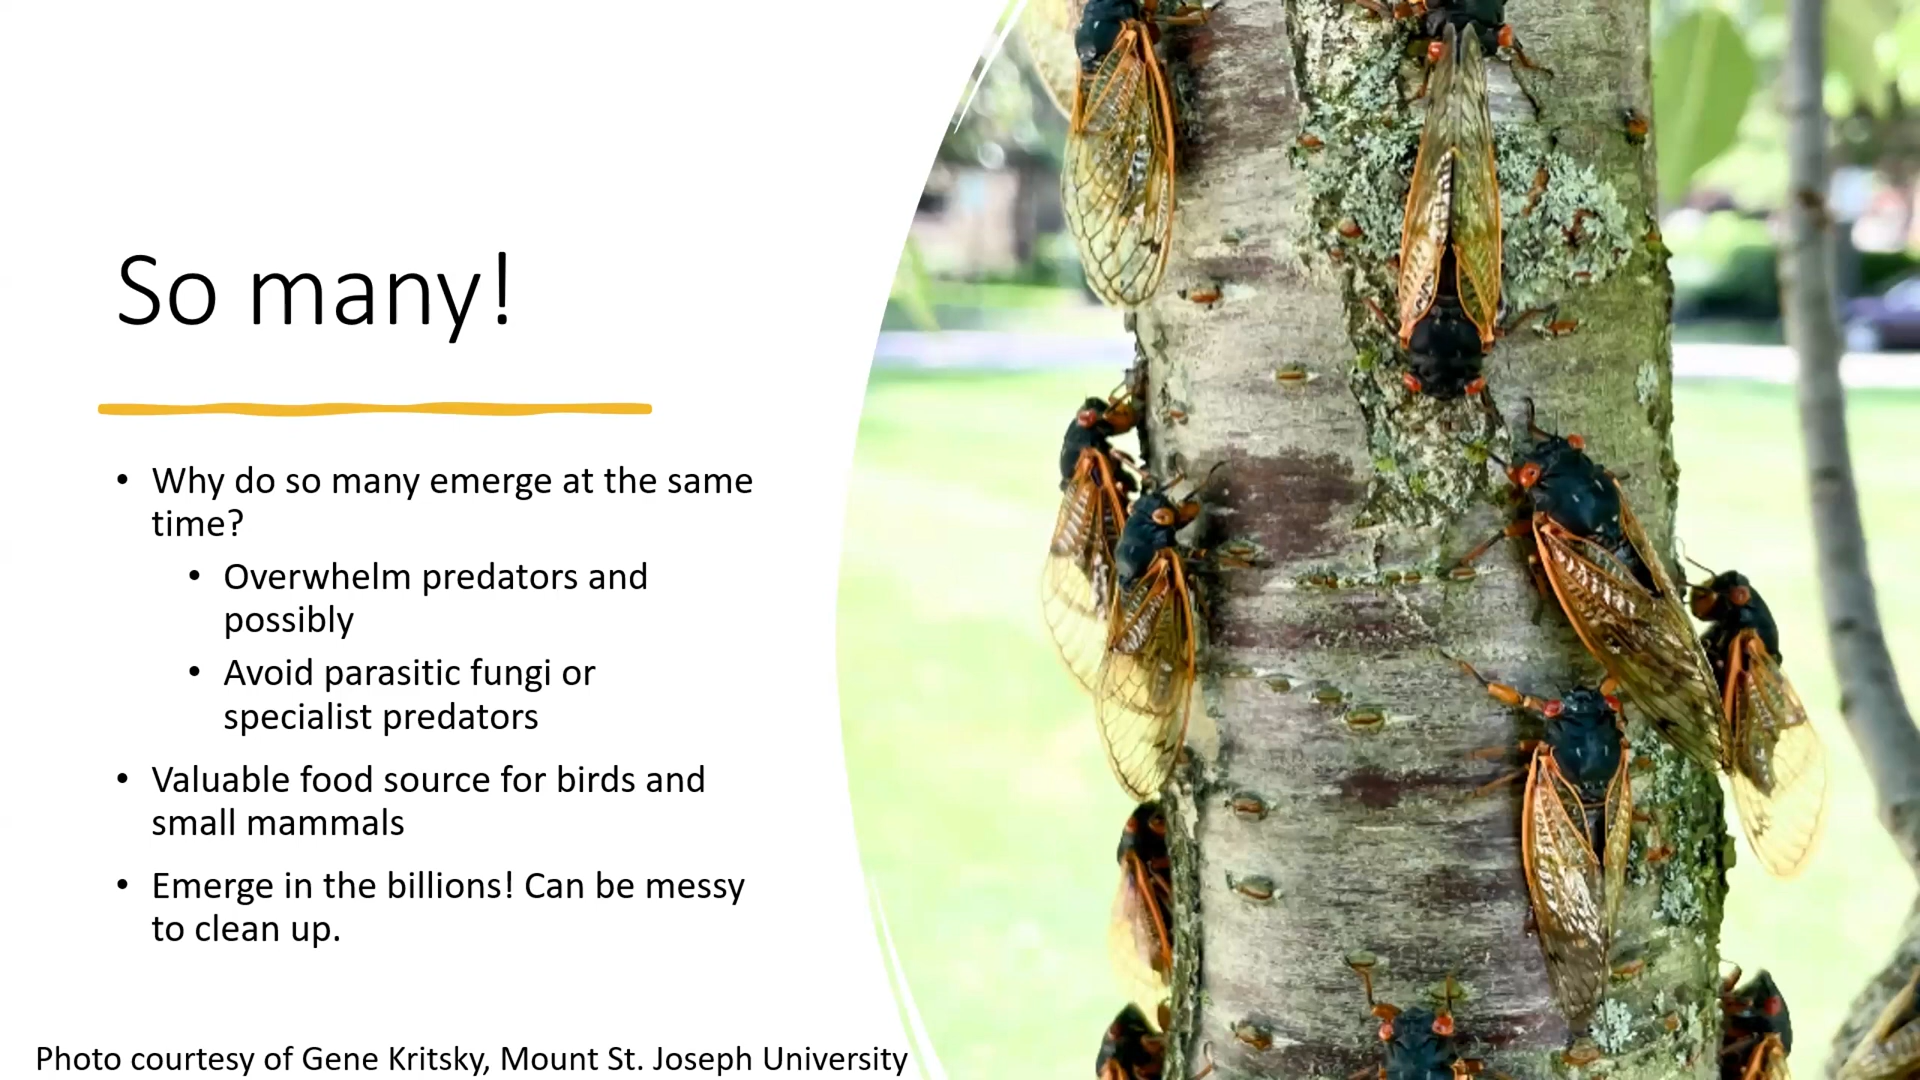 So many!
• Why do so many emerge at the same
time?
• Overwhelm predators and
possibly
• Avoid parasitic fungi or
specialist predators
• Valuable food source for birds and
small mammals
• Emerge in the billions! Can be messy
to clean up.
Photo courtesy of Gene Kritsky, Mount St. Joseph University